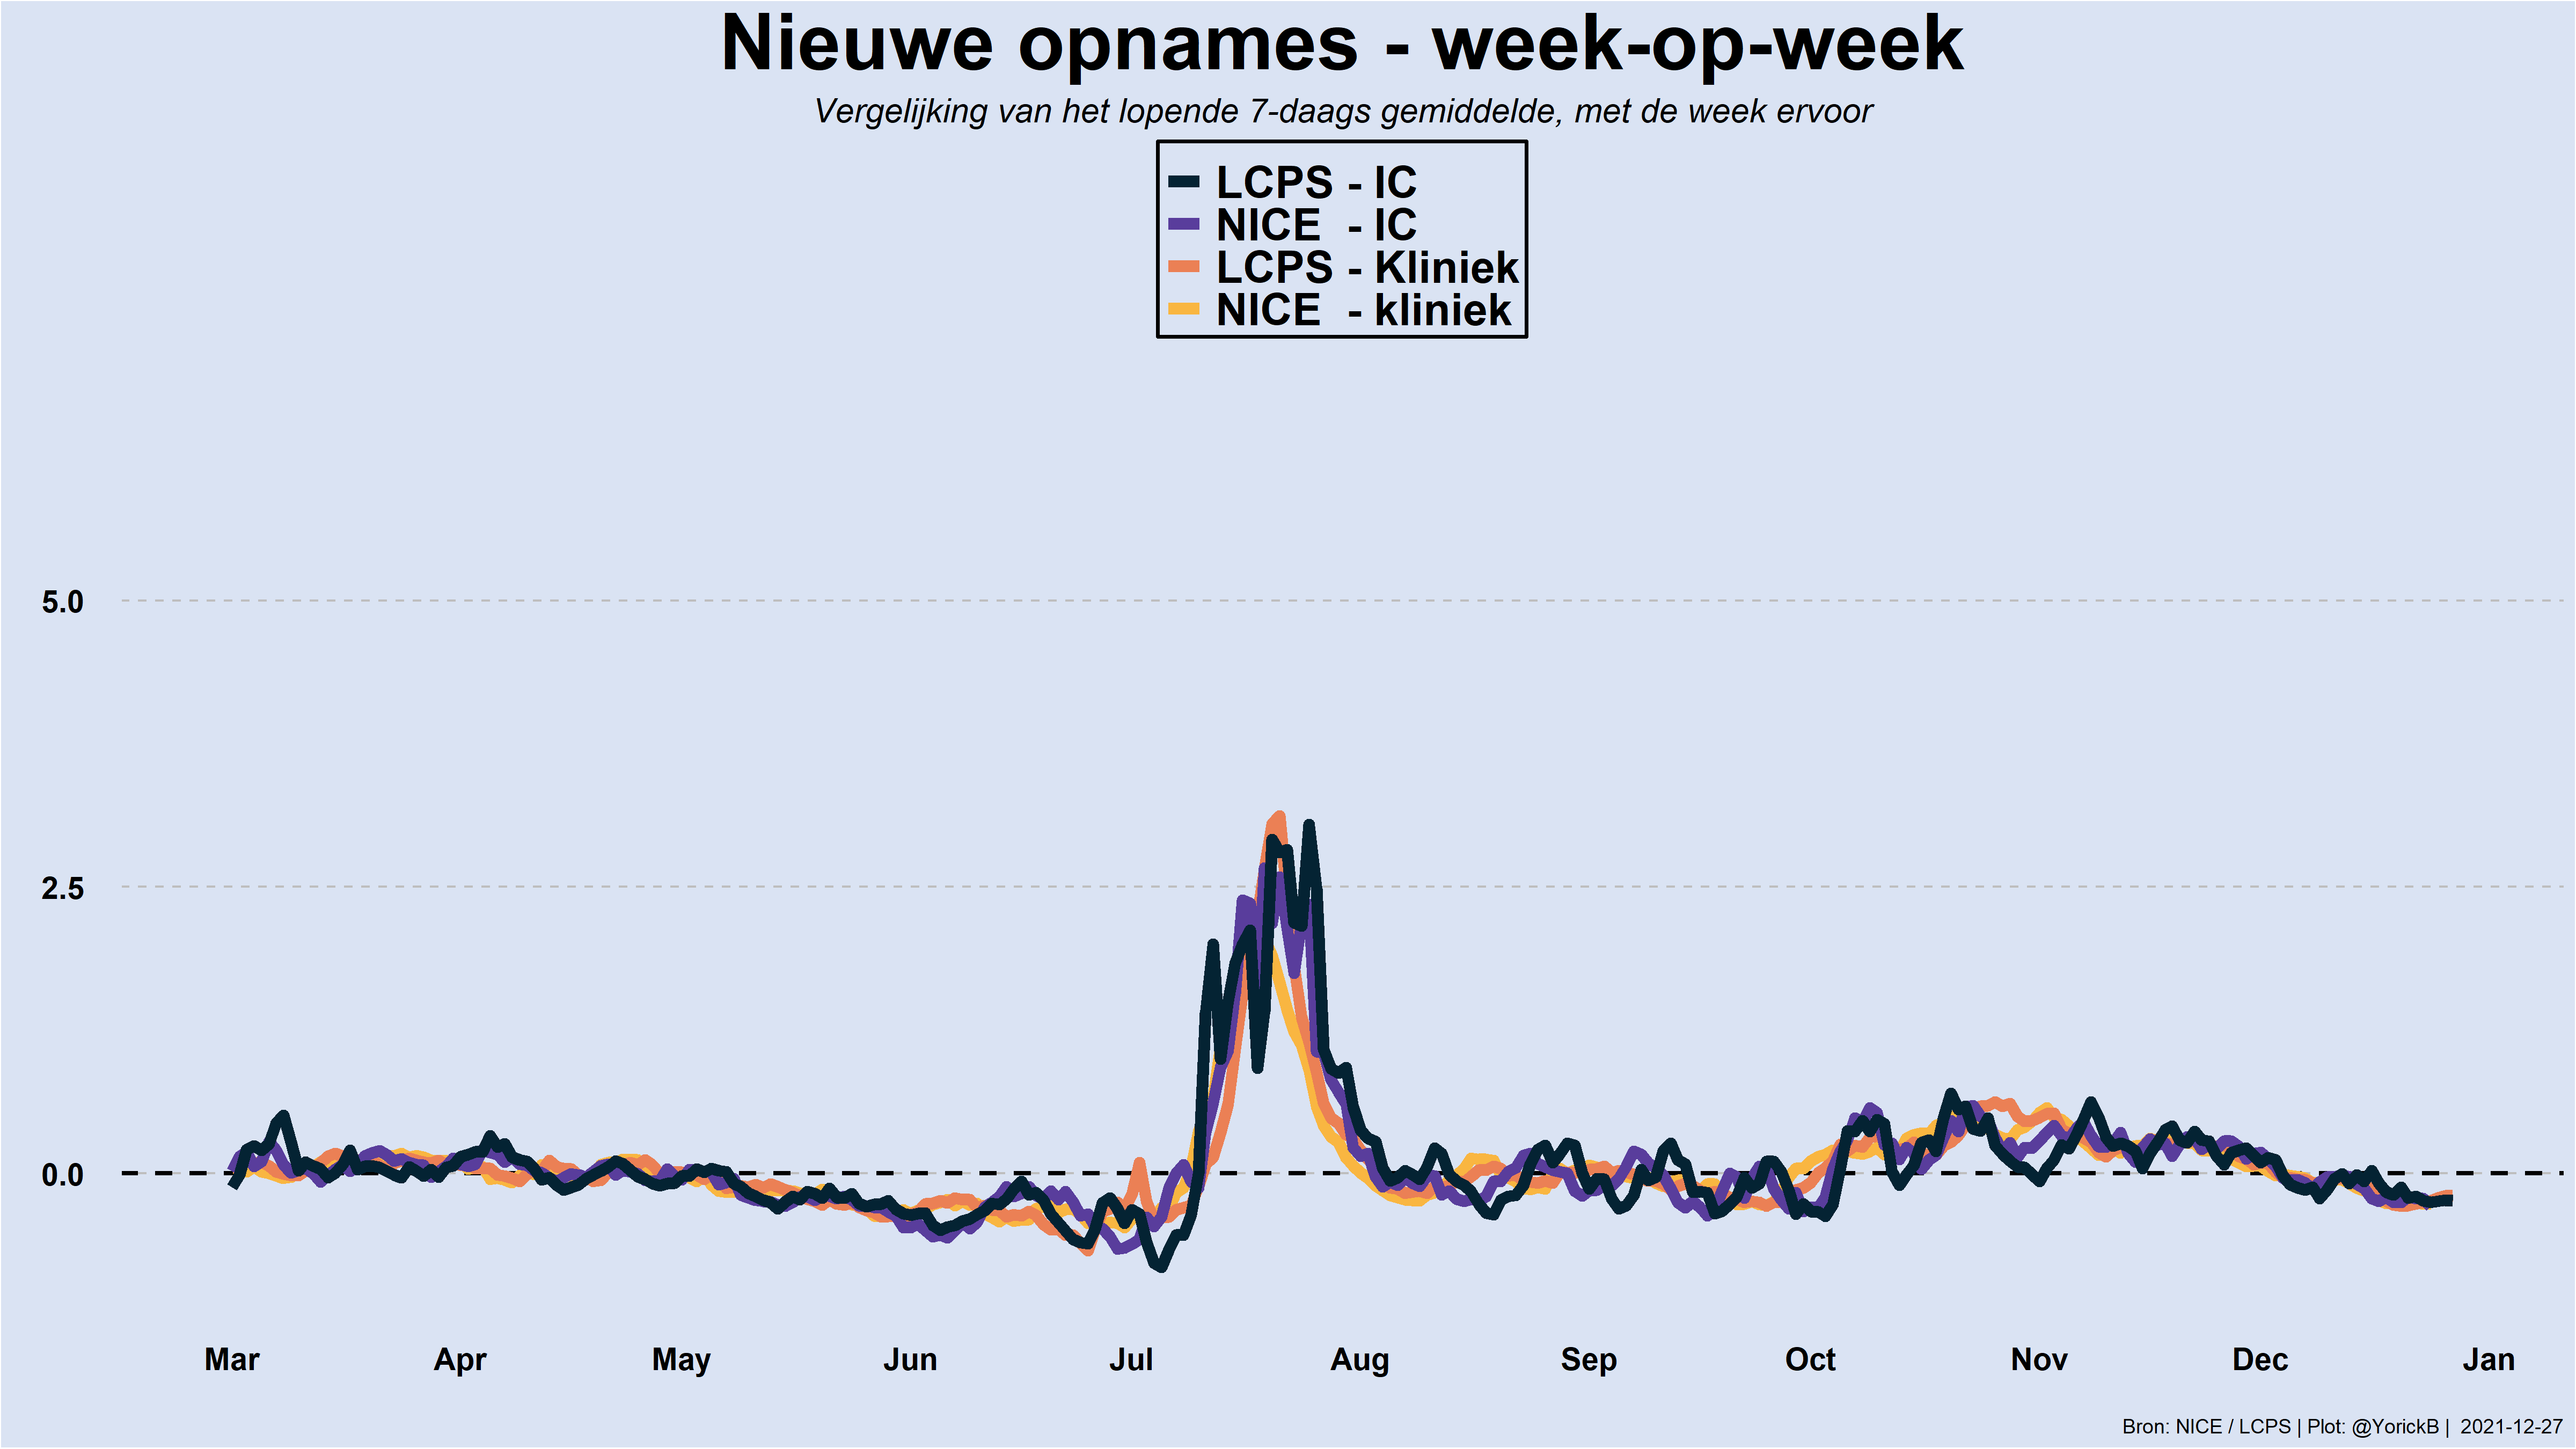 Nieuwe opnames - week-op-week
Vergelijking van het lopende 7-daags gemiddelde, met de week ervoor
LCPS - IC
NICE - IC
LCPS - Kliniek
NICE - kliniek
5.0
2.5
0.0
Mar Apr May Jun Jul Aug Sep Oct Nov Dec Jan
Bron: NICE / LCPS | Plot: @YorickB | 2021-12-27